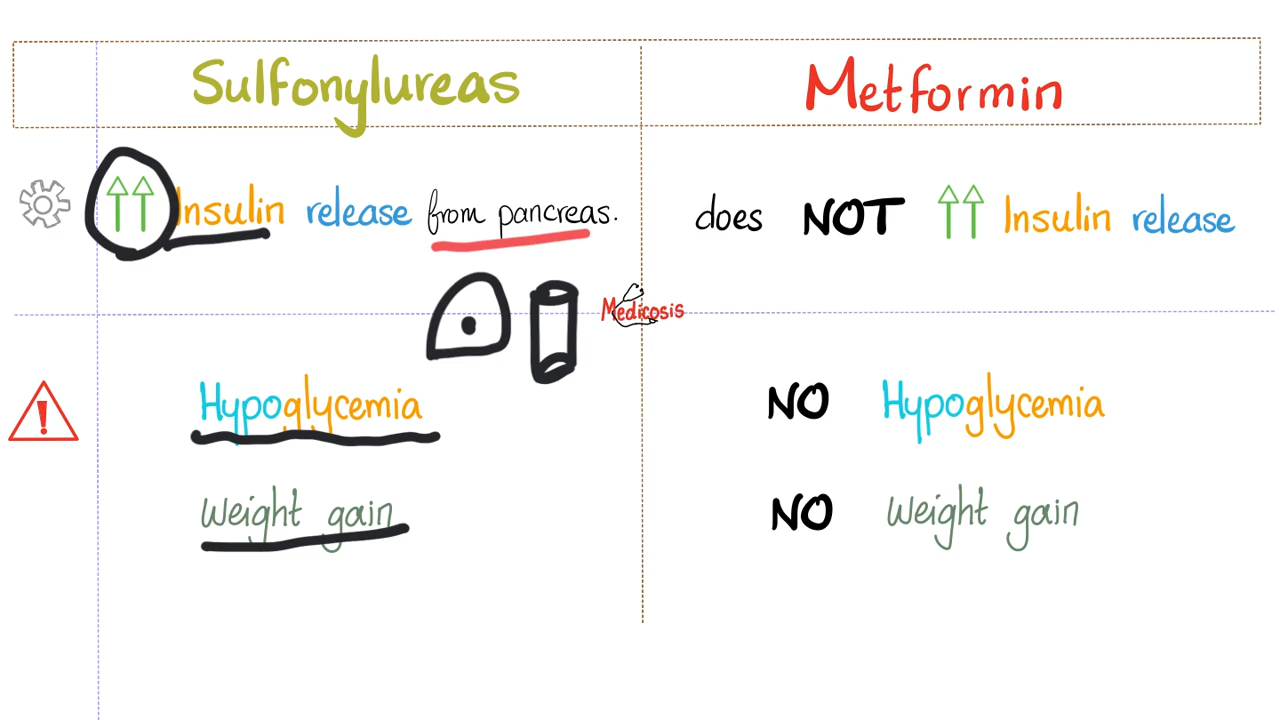 Sulfonylureas
Metformin
↑↑ Insulin release from pancreas.
does NOT ↑↑ Insulin release
Medicosis
Hypoglycemia
NO Hypoglycemia
Weight gain
NO Weight gain